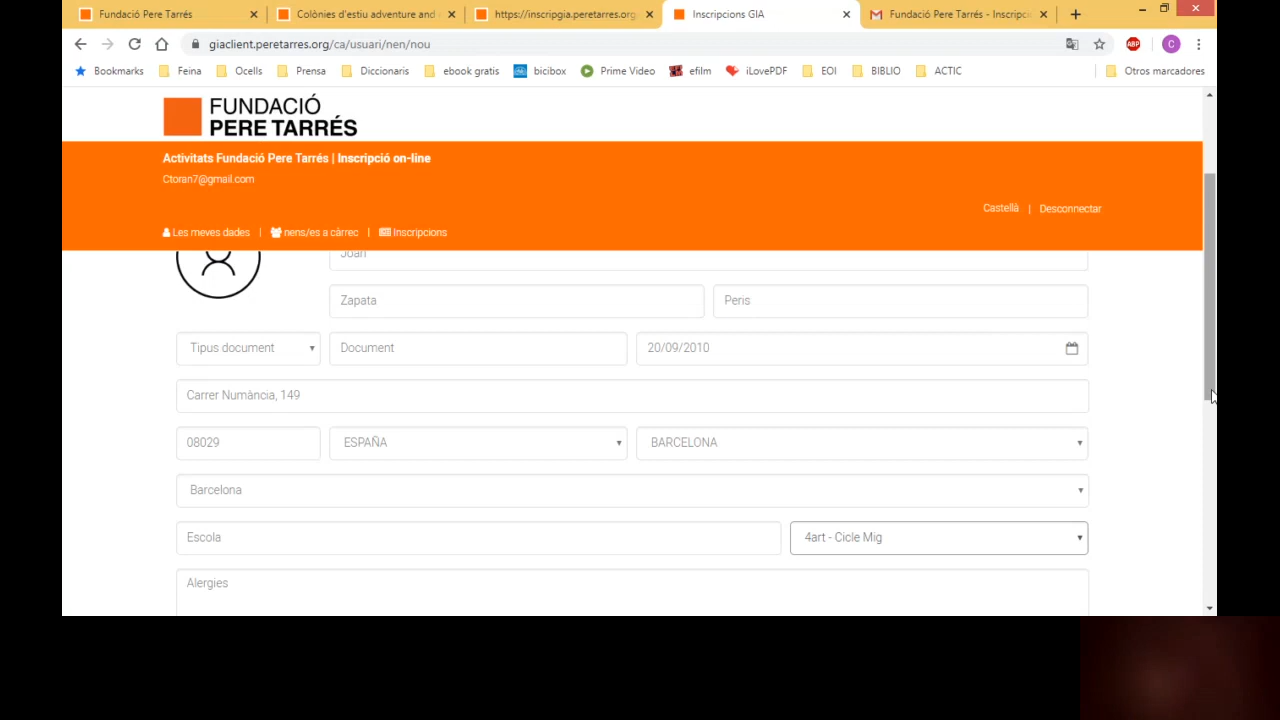 Fundació Pere Tarrés
Colònies d'estiu adventure and
https://inscripgia.peretarres.org
Inscripcions GIA
Fundació Pere Tarrés - Inscripci
giaclient.peretarres.org/ca/usuari/nen/nou
ABP
C
Bookmarks
Feina
Ocells
Prensa
Diccionaris
ebook gratis
bicibox
Prime Video
efilm
iLovePDF
EOI
BIBLIO
ACTIC
Otros marcadores
FUNDACIÓ
PERE TARRÉS
Activitats Fundació Pere Tarrés | Inscripció on-line
Ctoran7@gmail.com
Castellà | Desconnectar
Les meves dades | nens/es a càrrec | Inscripcions
Joan
Zapata
Peris
Tipus document
Document
20/09/2010
Carrer Numància, 149
08029
ESPAÑA
BARCELONA
Barcelona
Escola
4art - Cicle Mig
Alergies